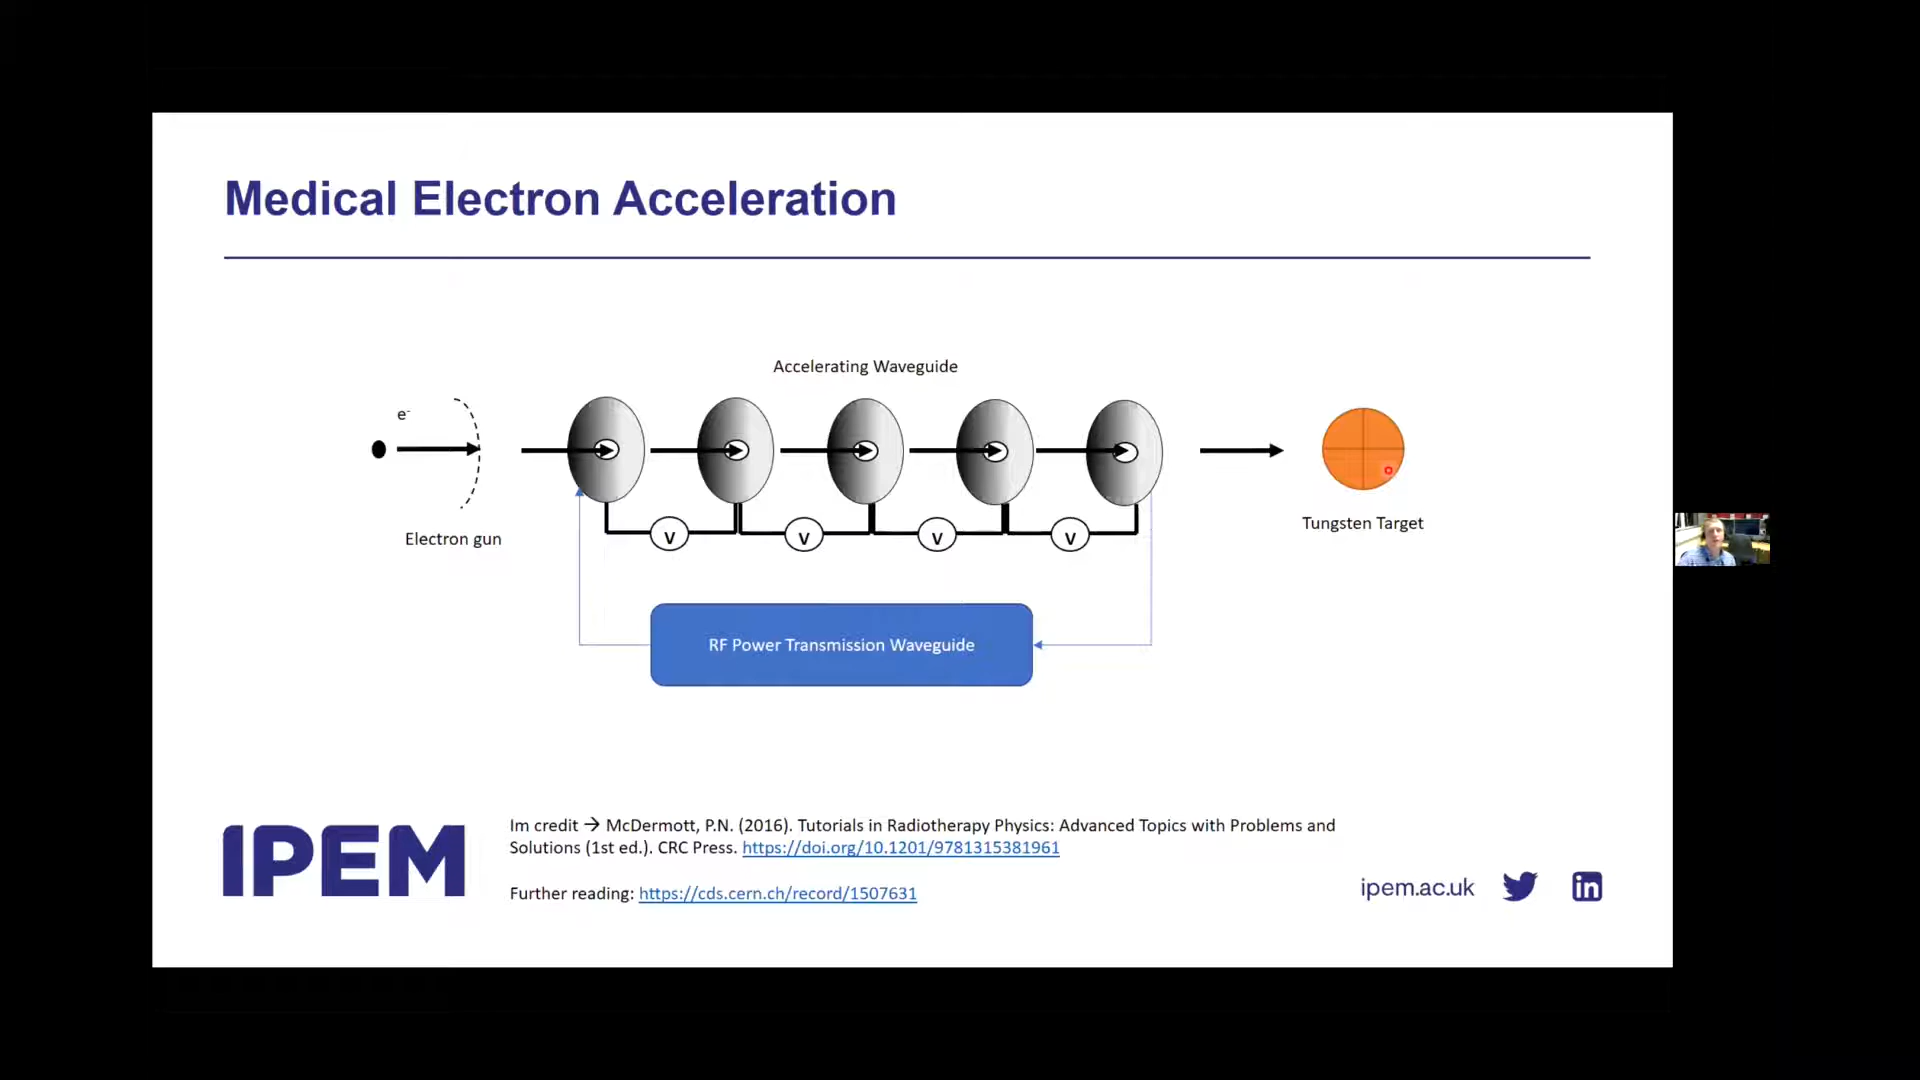 Medical Electron Acceleration
Accelerating Waveguide
e-
Electron gun
V
V
V
V
Tungsten Target
RF Power Transmission Waveguide
IPEM
Im credit → McDermott, P.N. (2016). Tutorials in Radiotherapy Physics: Advanced Topics with Problems and
Solutions (1st ed.). CRC Press. https://doi.org/10.1201/9781315381961
Further reading: https://cds.cern.ch/record/1507631
ipem.ac.uk
in